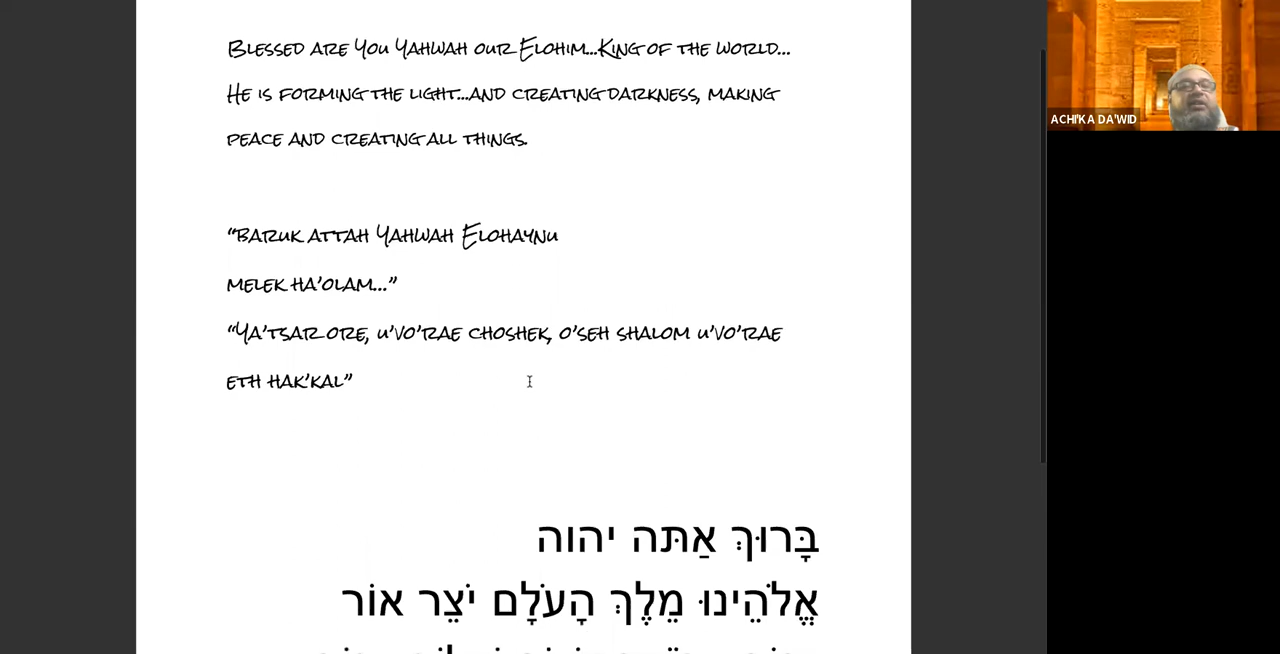 Blessed are You Yahwah our Elohim...King of the world...
He is forming the light...and creating darkness, making
peace and creating all things.
“Baruk attah Yahwah Elohaynu
melek ha’olam...”
“Ya’tsar ore, u’vo’rae choshek, o’seh shalom u’vo’rae
eth hak’kal”
בָּרוּךְ אַתּה יהוה
אֱלֹהֵינוּ מֵלֶךְ הָעֹלָם יֹצֵר אוֹר
ACHI'KA DA'WID